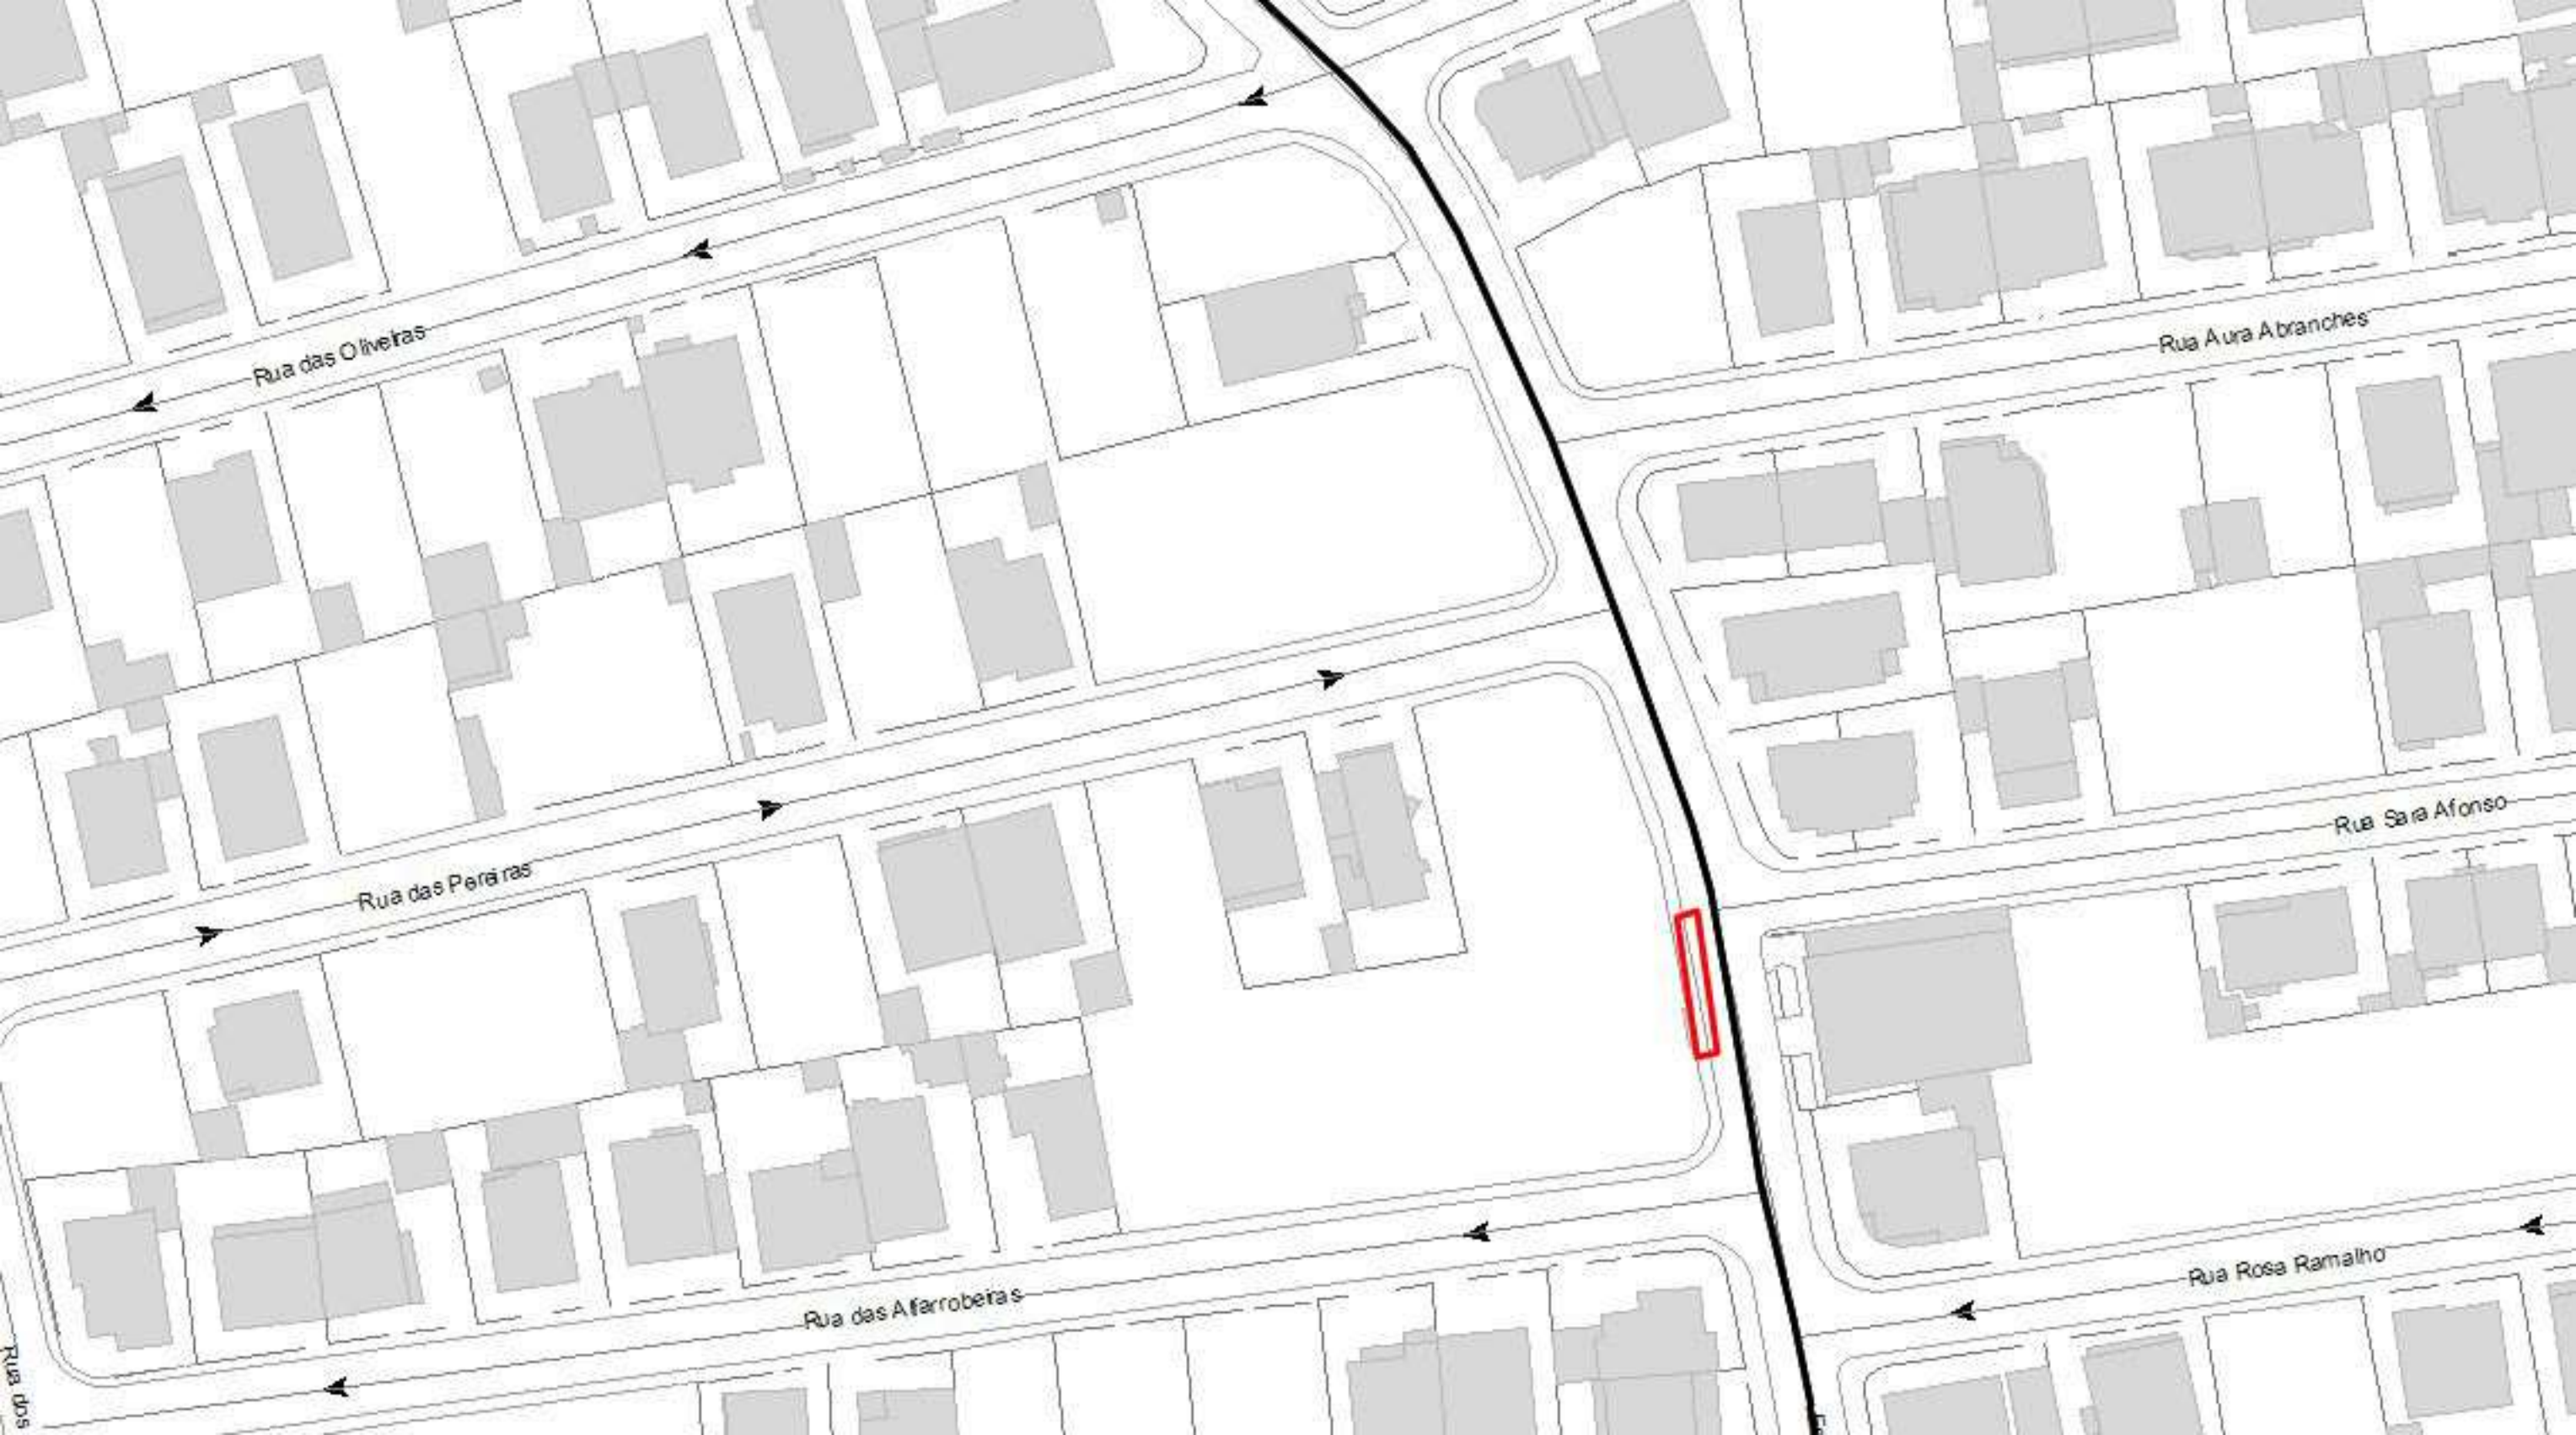 Rua das Oliveiras
Rua Aura Abranches
Rua Sara Afonso
Rua das Pereiras
Rua Rosa Ramalho
Rua das Alfarrobeiras
Rua dos